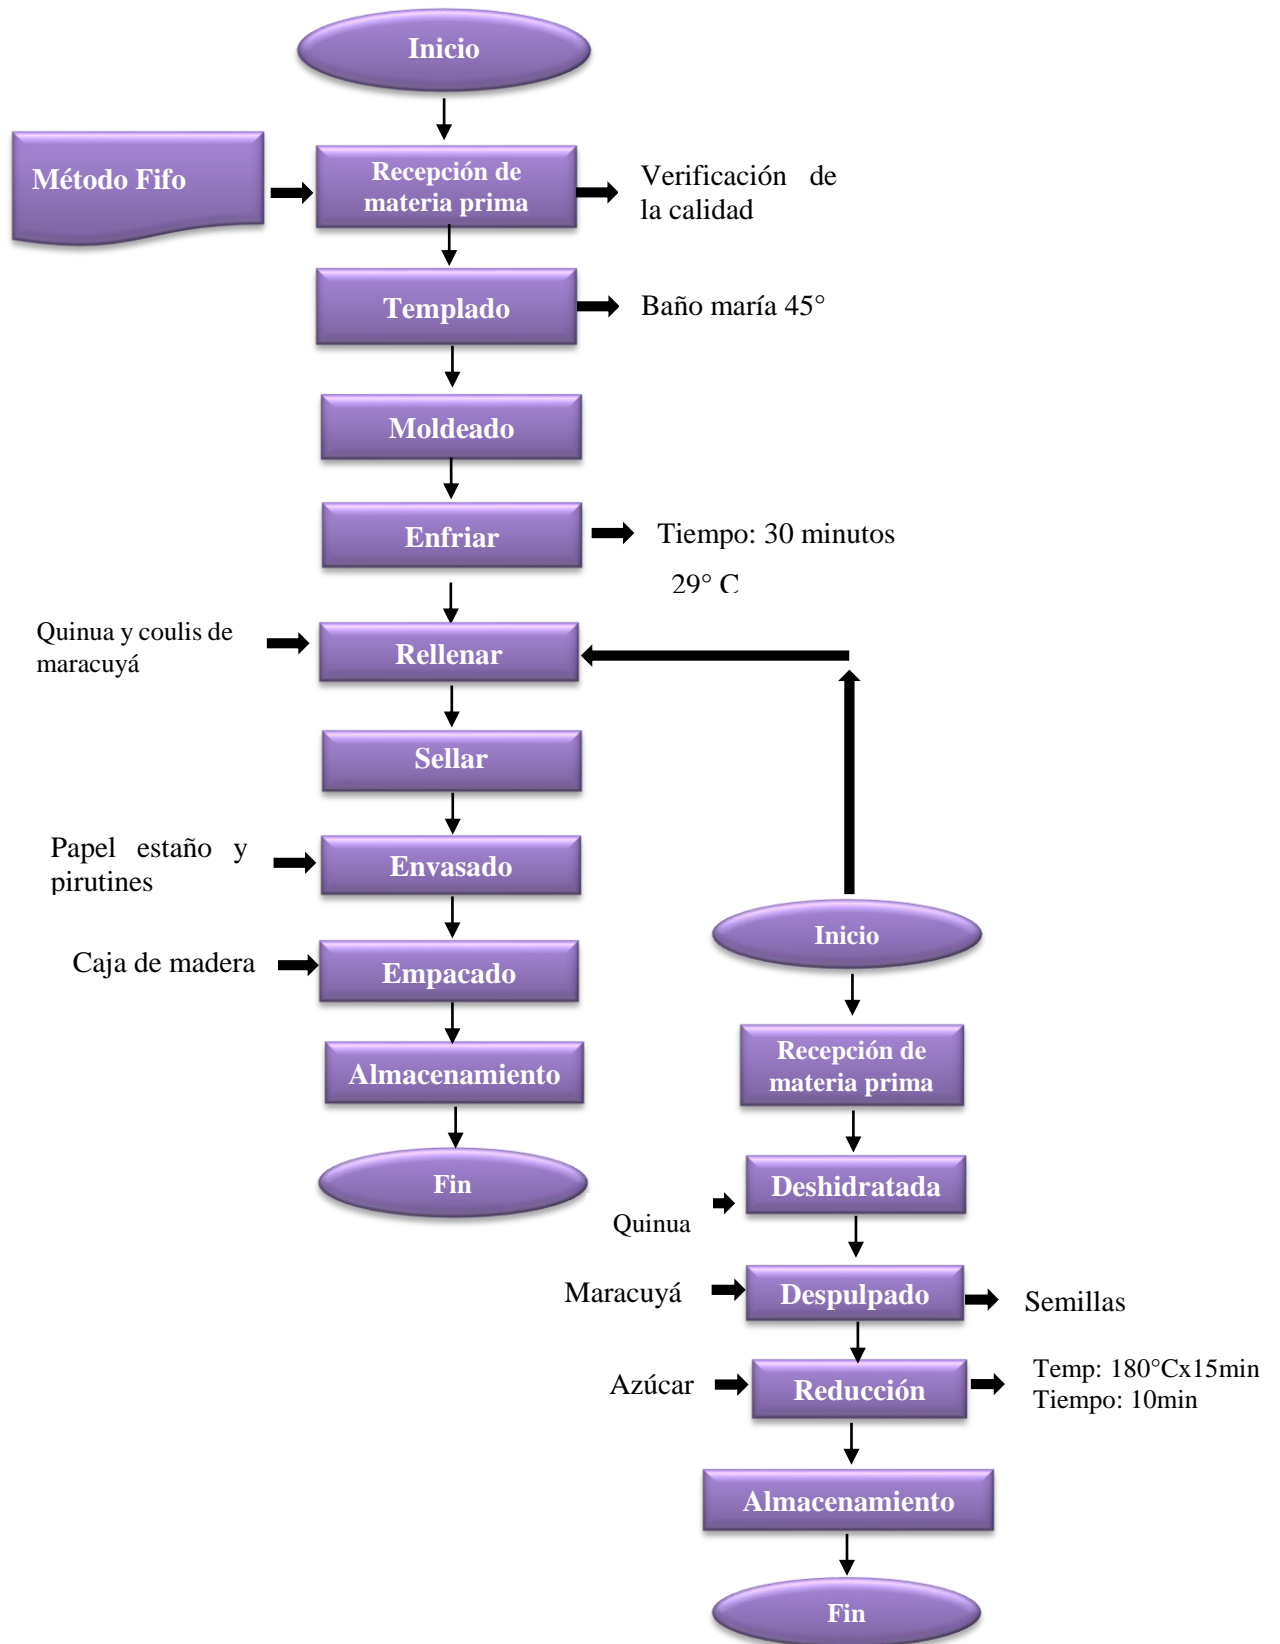 Inicio
Método Fifo
Recepción de
materia prima
Verificación de
la calidad
Templado
Baño maría 45°
Moldeado
Enfriar
Tiempo: 30 minutos
29° C
Quinua y coulis de
maracuyá
Rellenar
Sellar
Papel estaño y
pirutines
Envasado
Caja de madera
Empacado
Almacenamiento
Fin
Inicio
Recepción de
materia prima
Deshidratada
Quinua
Maracuyá
Despulpado
Semillas
Azúcar
Reducción
Temp: 180°Cx15min
Tiempo: 10min
Almacenamiento
Fin